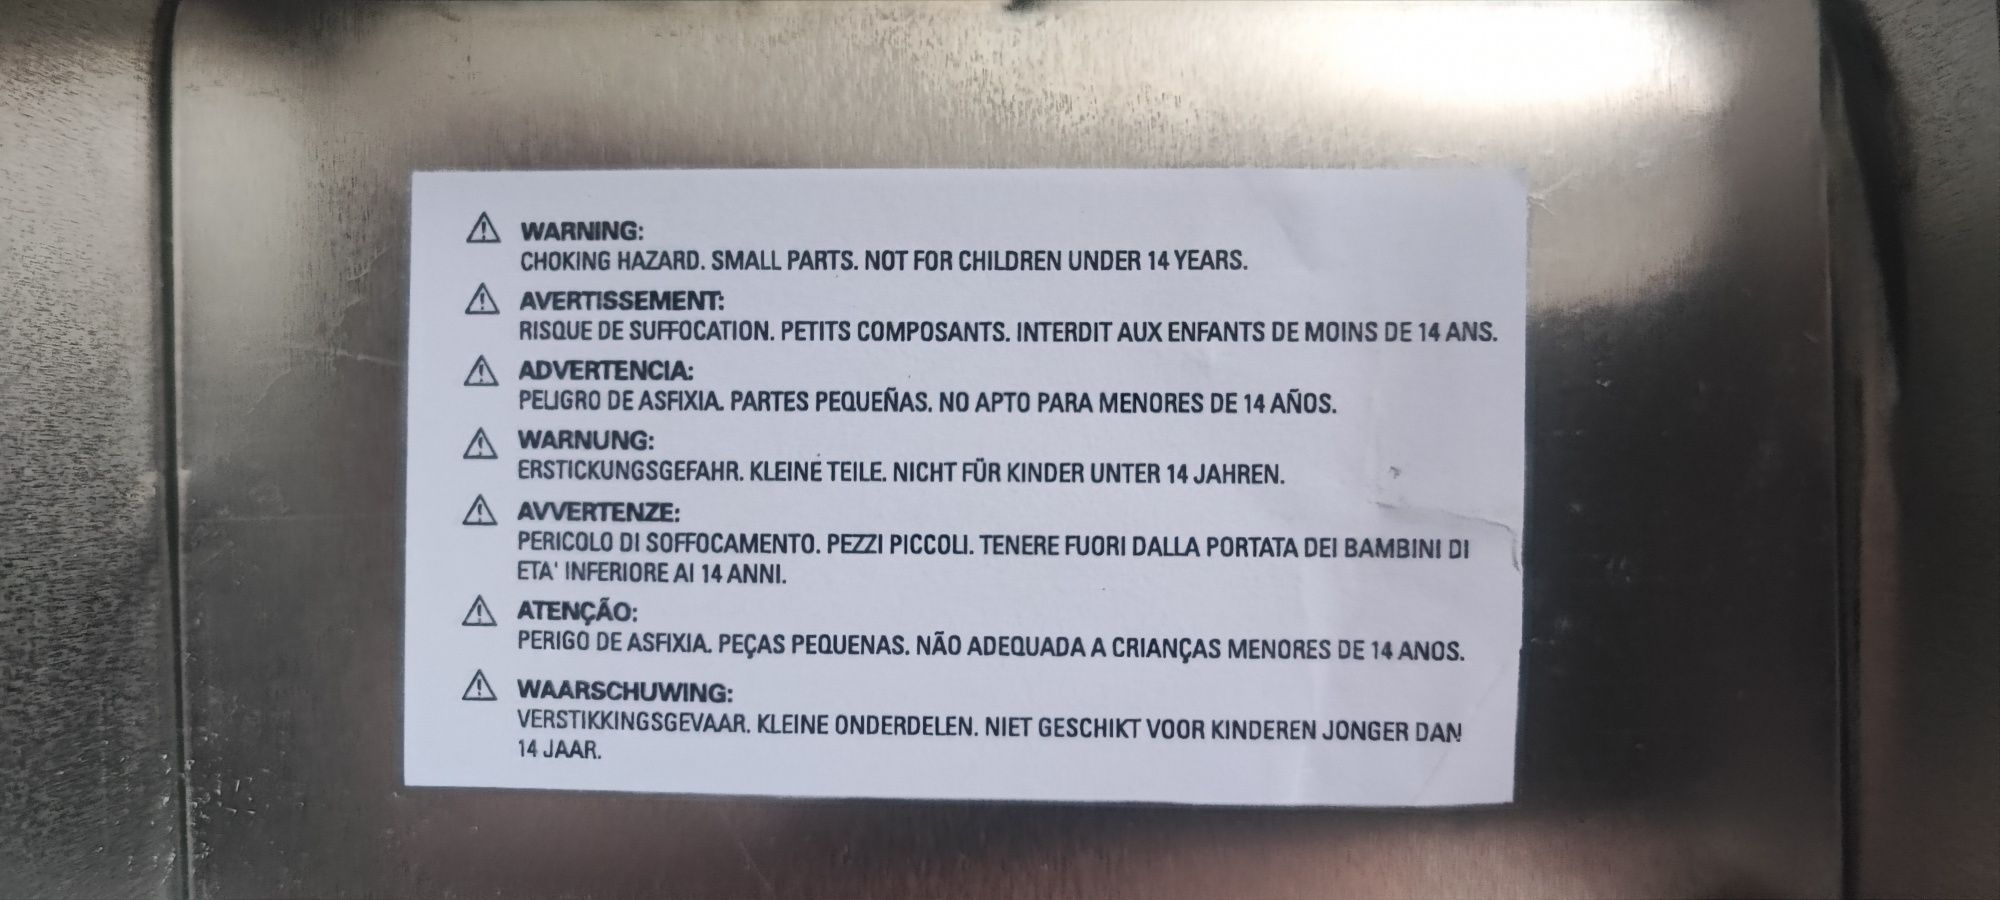 WARNING:
CHOKING HAZARD. SMALL PARTS. NOT FOR CHILDREN UNDER 14 YEARS.
AVERTISSEMENT:
RISQUE DE SUFFOCATION. PETITS COMPOSANTS. INTERDIT AUX ENFANTS DE MOINS DE 14 ANS.
ADVERTENCIA:
PELIGRO DE ASFIXIA. PARTES PEQUEÑAS. NO APTO PARA MENORES DE 14 AÑOS.
WARNUNG:
ERSTICKUNGSGEFAHR. KLEINE TEILE. NICHT FÜR KINDER UNTER 14 JAHREN.
AVVERTENZE:
PERICOLO DI SOFFOCAMENTO. PEZZI PICCOLI. TENERE FUORI DALLA PORTATA DEI BAMBINI DI
ETA' INFERIORE AI 14 ANNI.
ATENÇÃO:
PERIGO DE ASFIXIA. PEÇAS PEQUENAS. NÃO ADEQUADA A CRIANÇAS MENORES DE 14 ANOS.
WAARSCHUWING:
VERSTIKKINGSGEVAAR. KLEINE ONDERDELEN. NIET GESCHIKT VOOR KINDEREN JONGER DAN
14 JAAR.